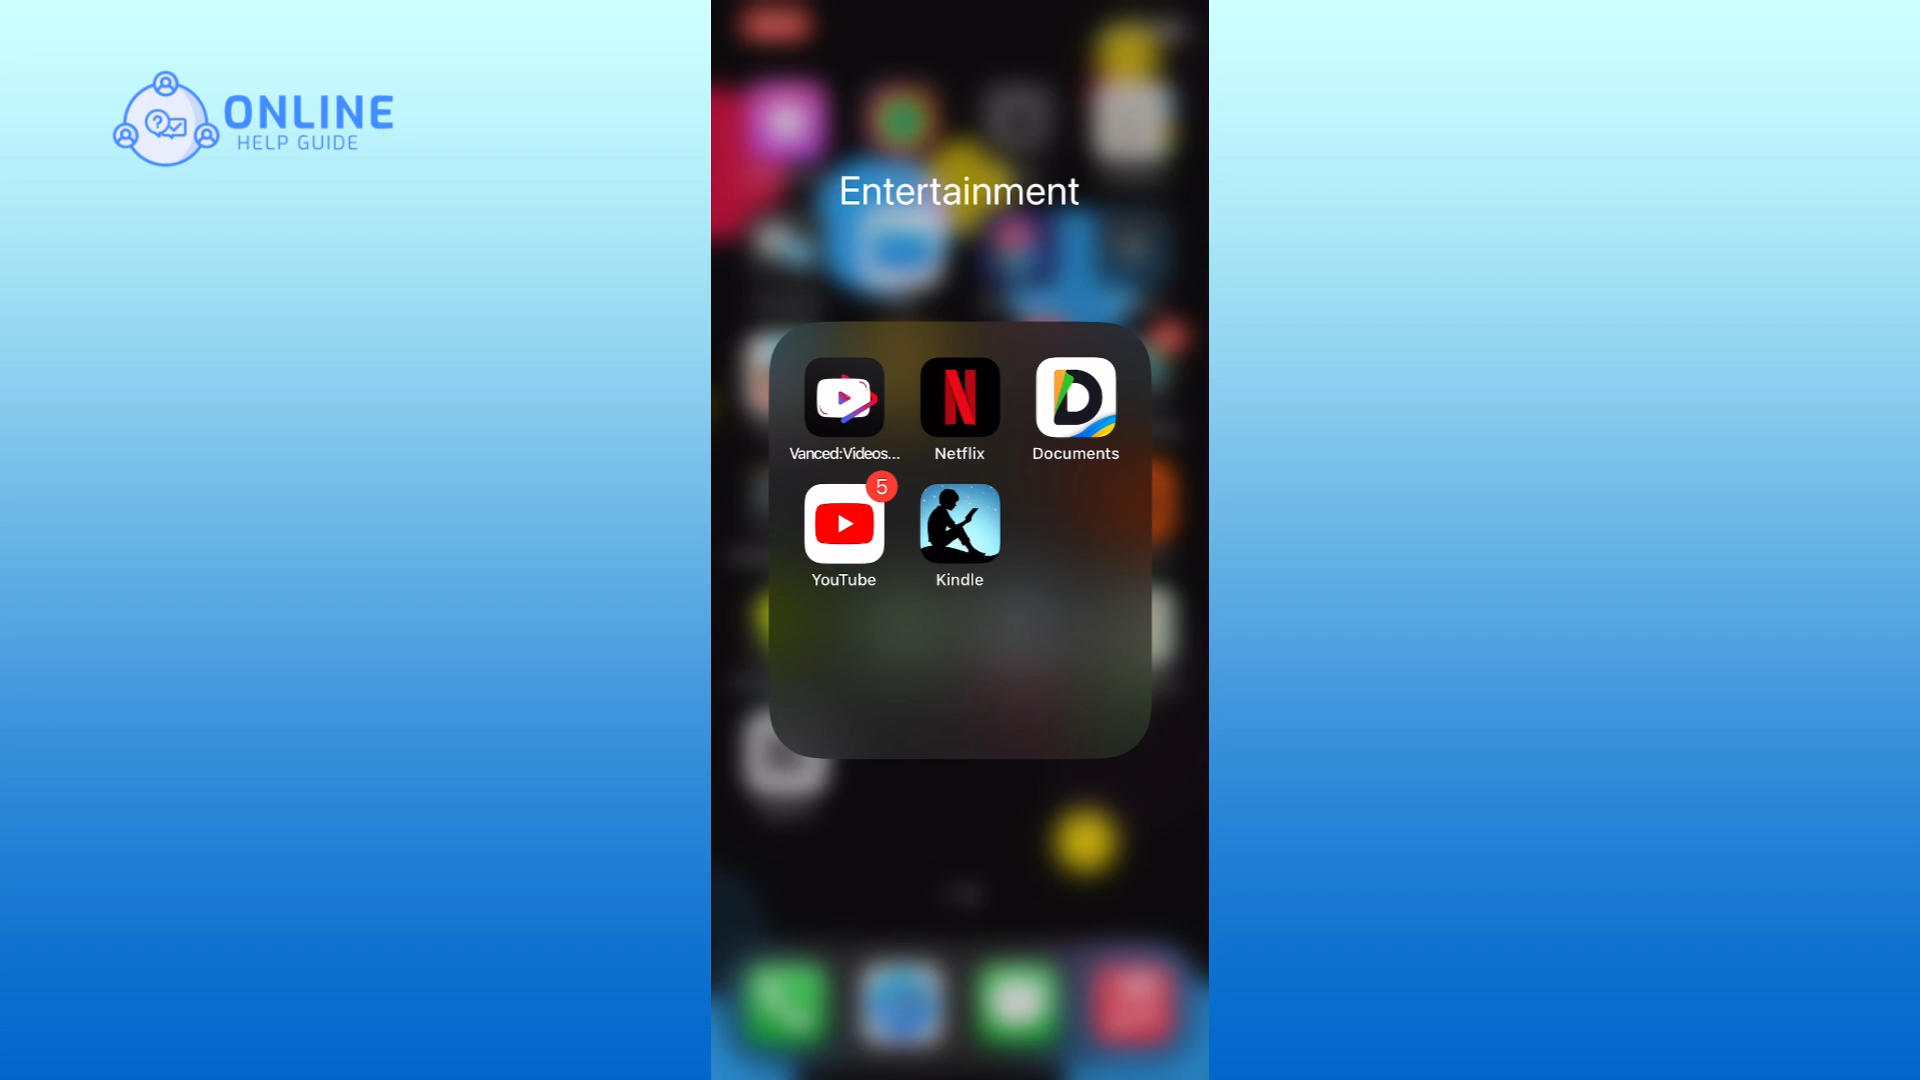 ONLINE
HELP GUIDE
Entertainment
Vanced:Videos... Netflix Documents
5
YouTube Kindle